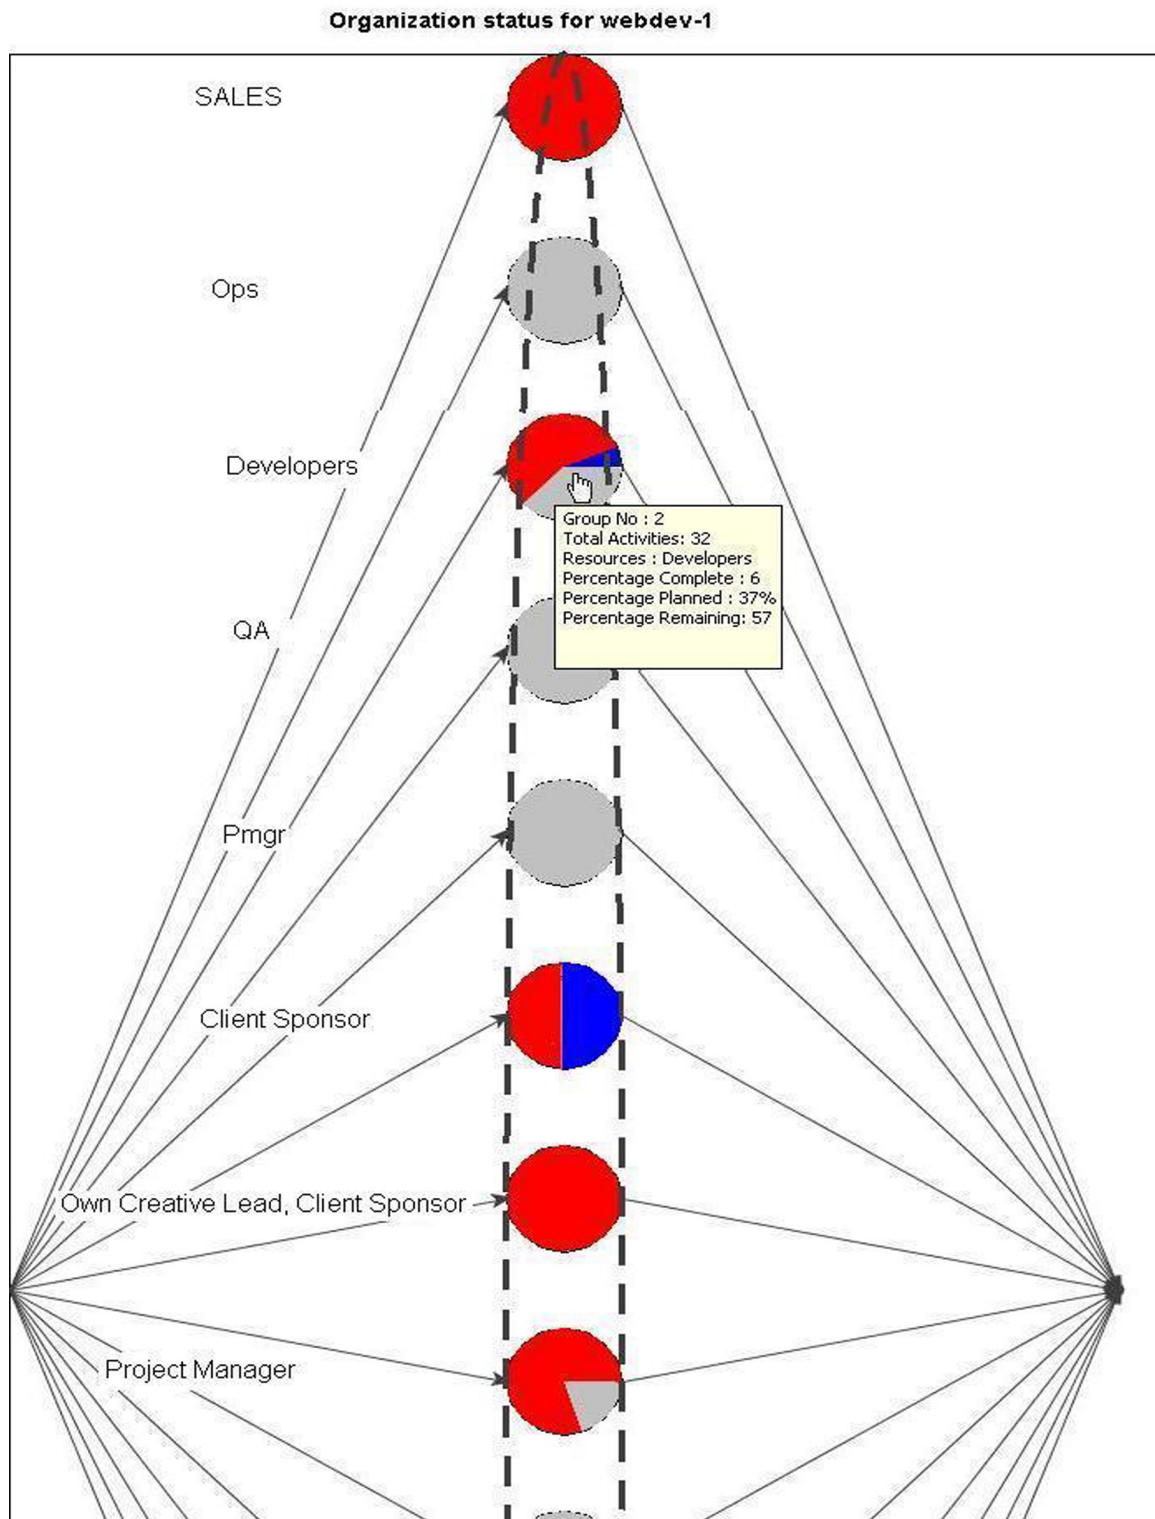 Organization status for webdev-1
SALES
Ops
Developers
Group No : 2
Total Activities: 32
Resources : Developers
Percentage Complete : 6
Percentage Planned : 37%
Percentage Remaining: 57
QA
Pmgr
Client Sponsor
Own Creative Lead, Client Sponsor
Project Manager